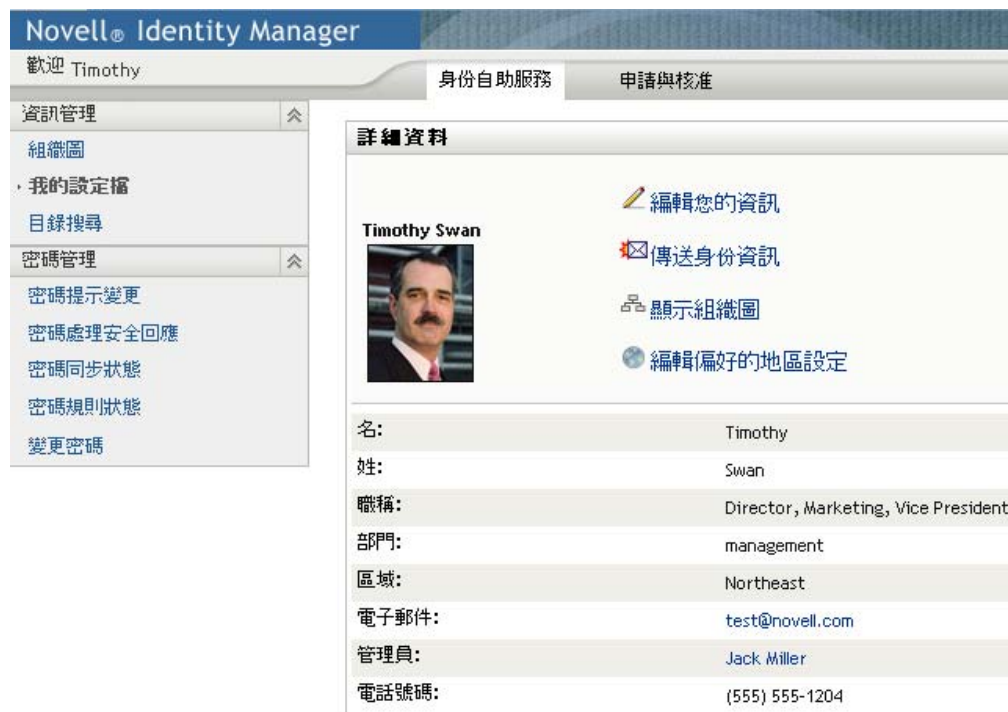 Novell® Identity Manager
歡迎 Timothy
身份自助服務 申請與核准
資訊管理
組織圖
我的設定檔
目錄搜尋
密碼管理
密碼提示變更
密碼處理安全回應
密碼同步狀態
密碼規則狀態
變更密碼
詳細資料
Timothy Swan
編輯您的資訊
傳送身份資訊
顯示組織圖
編輯偏好的地區設定
名: Timothy
姓: Swan
職稱: Director, Marketing, Vice President
部門: management
區域: Northeast
電子郵件: test@novell.com
管理員: Jack Miller
電話號碼: (555) 555-1204